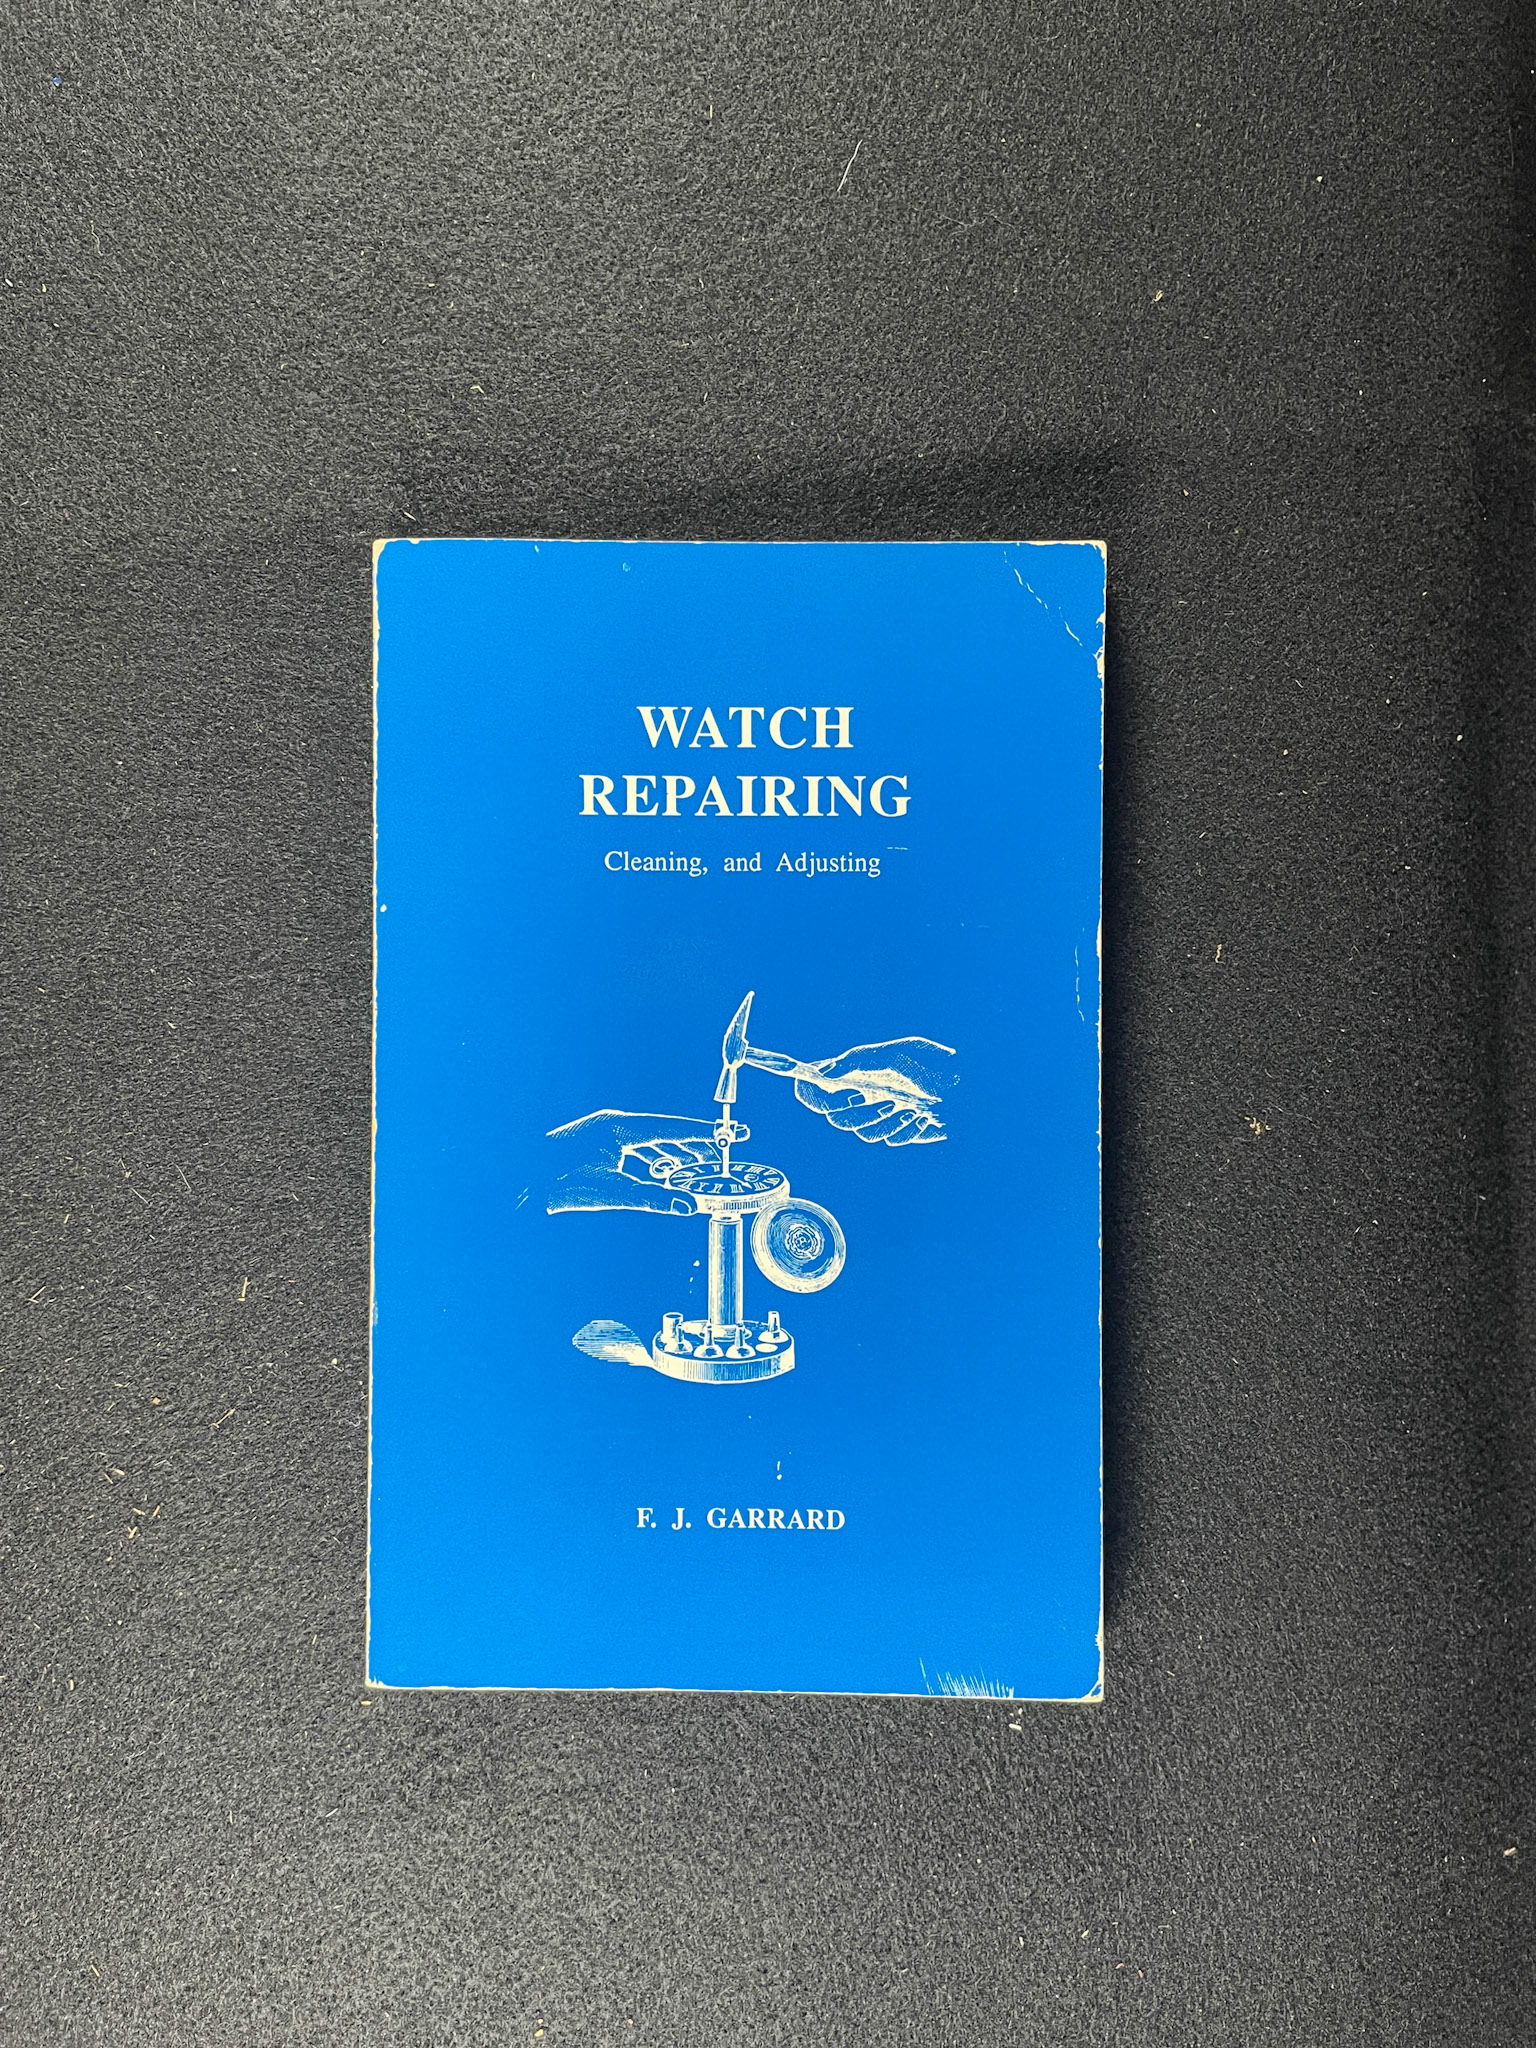 WATCH
REPAIRING
Cleaning, and Adjusting
F. J. GARRARD